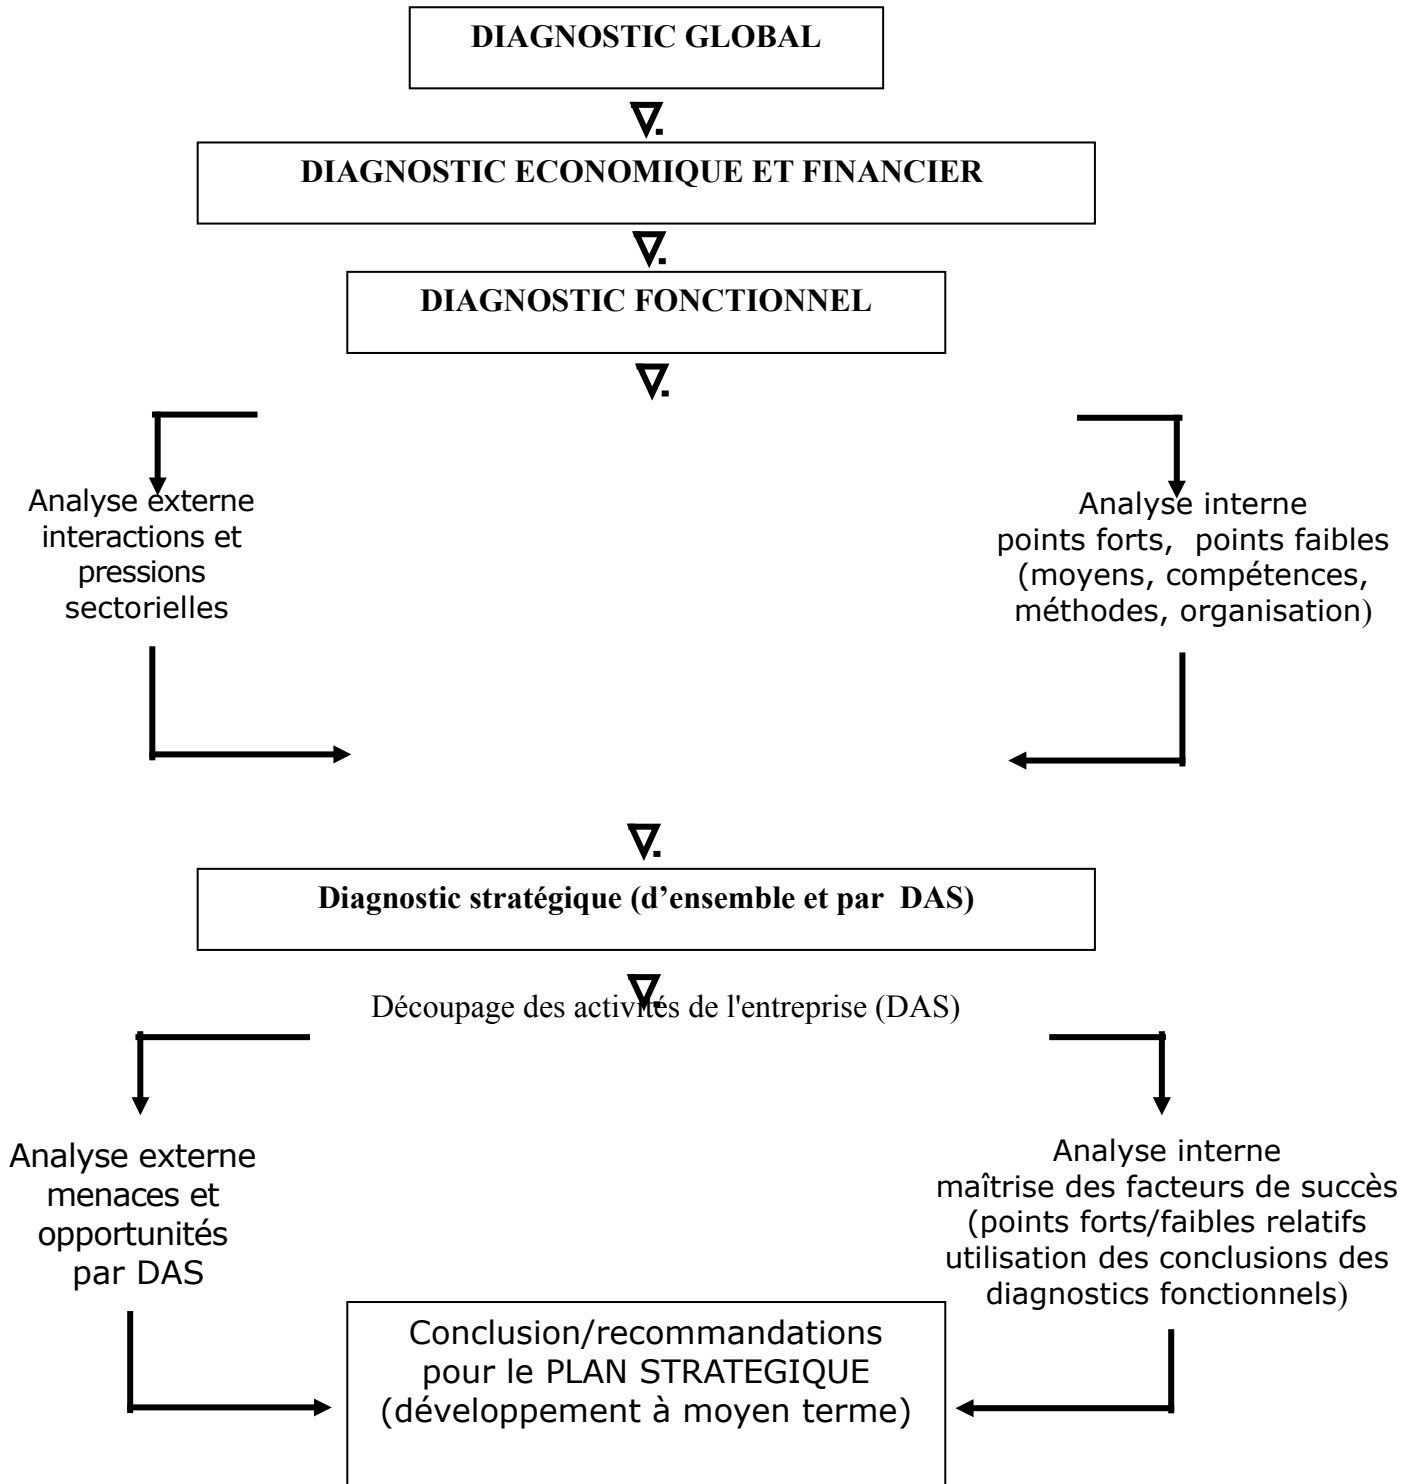 DIAGNOSTIC GLOBAL
DIAGNOSTIC ECONOMIQUE ET FINANCIER
DIAGNOSTIC FONCTIONNEL
Analyse externe
interactions et
pressions
sectorielles
Analyse interne
points forts, points faibles
(moyens, compétences,
méthodes, organisation)
Diagnostic stratégique (d’ensemble et par DAS)
Découpage des activités de l'entreprise (DAS)
Analyse externe
menaces et
opportunités
par DAS
Analyse interne
maîtrise des facteurs de succès
(points forts/faibles relatifs
utilisation des conclusions des
diagnostics fonctionnels)
Conclusion/recommandations
pour le PLAN STRATEGIQUE
(développement à moyen terme)